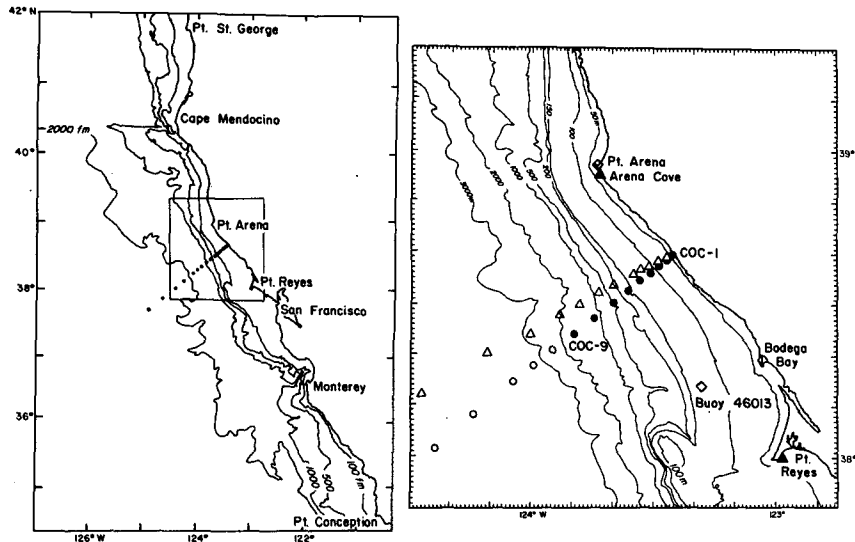 42° N
Pt. St. George
Cape Mendocino
2000 fm
40°
Pt. Arena
38°
Pt. Reyes
San Francisco
Monterey
36°
1000
500
100 fm
Pt. Conception
126° W
124°
122°
150
100
50m
200
500
1000
2000
3000m
39°
Pt. Arena
Arena Cove
COC-1
COC-9
Bodega
Bay
Buoy 46013
100m
Pt.
Reyes
38°
124° W
123°